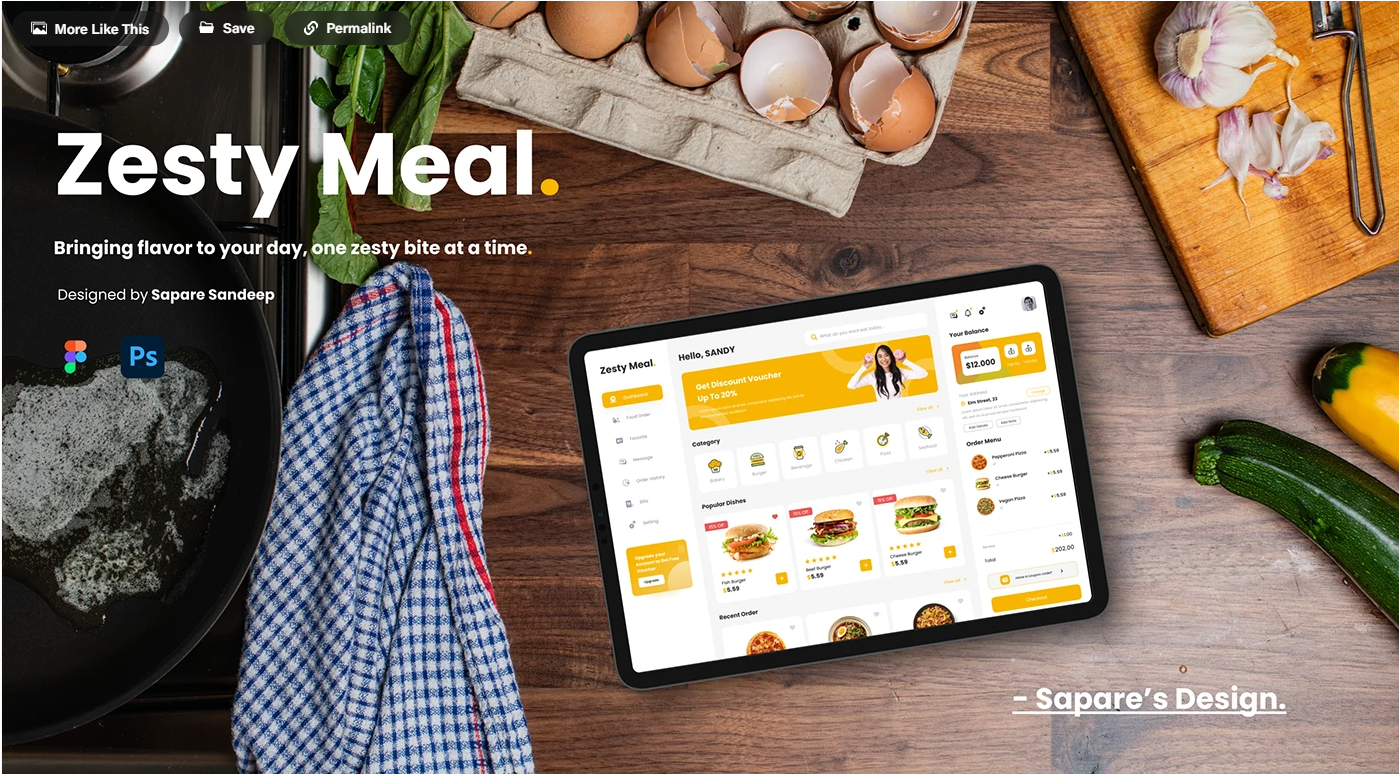 More Like This
Save
Permalink
Zesty Meal.
Bringing flavor to your day, one zesty bite at a time.
Designed by Sapare Sandeep
Ps
Zesty Meal.
Dashboard
Food Order
Favorite
Message
Order History
Bills
Setting
Upgrade your
Account to Get Free
Voucher
Upgrade
Hello, SANDY
What do you want eat today...
Get Discount Voucher
Up To 20%
View all
Category
Bakery
Burger
Beverage
Chicken
Pizza
Seafood
View all
Popular Dishes
15% Off
15% Off
15% Off
Fish Burger
$5.59
Beef Burger
$5.59
Cheese Burger
$5.59
View all
Recent Order
Your Balance
Balance
$12.000
Your Address
Change
Elm Street, 23
Add Details
Add Note
Order Menu
Pepperoni Pizza
+$5.59
Cheese Burger
+$5.59
Vegan Pizza
+$5.59
Service
+$1.00
Total
$202.00
Have a coupon code?
Checkout
- Sapare's Design.